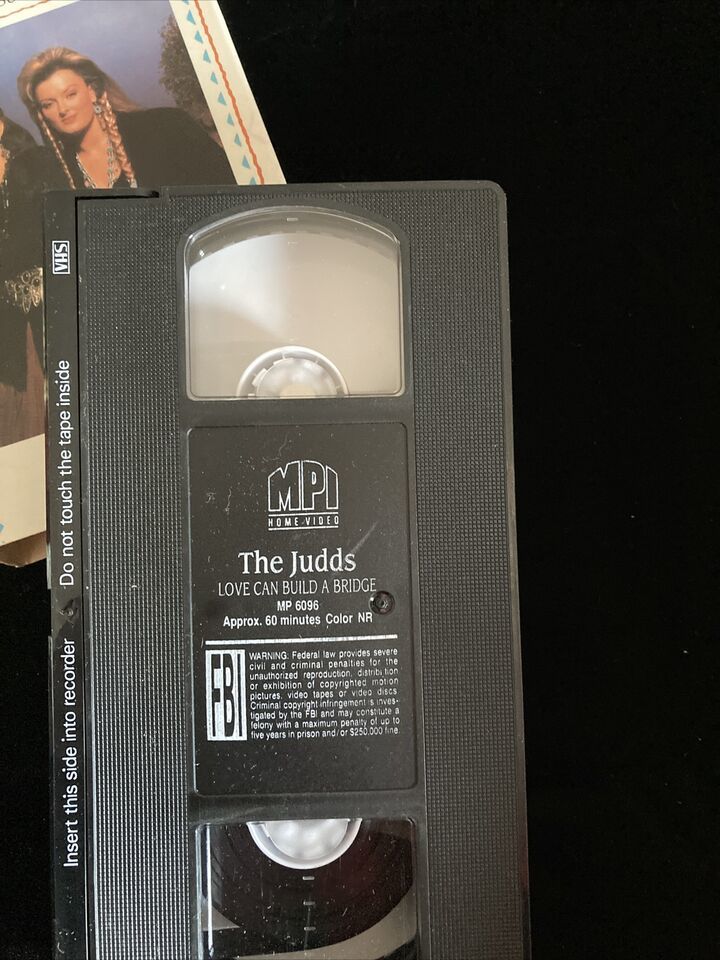 VHS
Do not touch the tape inside
Insert this side into recorder
MPI
HOME VIDEO
The Judds
LOVE CAN BUILD A BRIDGE
MP 6096
Approx. 60 minutes Color NR
FBI
WARNING: Federal law provides severe
civil and criminal penalties for the
unauthorized reproduction, distribution
or exhibition of copyrighted motion
pictures, video tapes or video discs.
Criminal copyright infringement is inves-
tigated by the FBI and may constitute a
felony with a maximum penalty of up to
five years in prison and/or $250,000 fine.